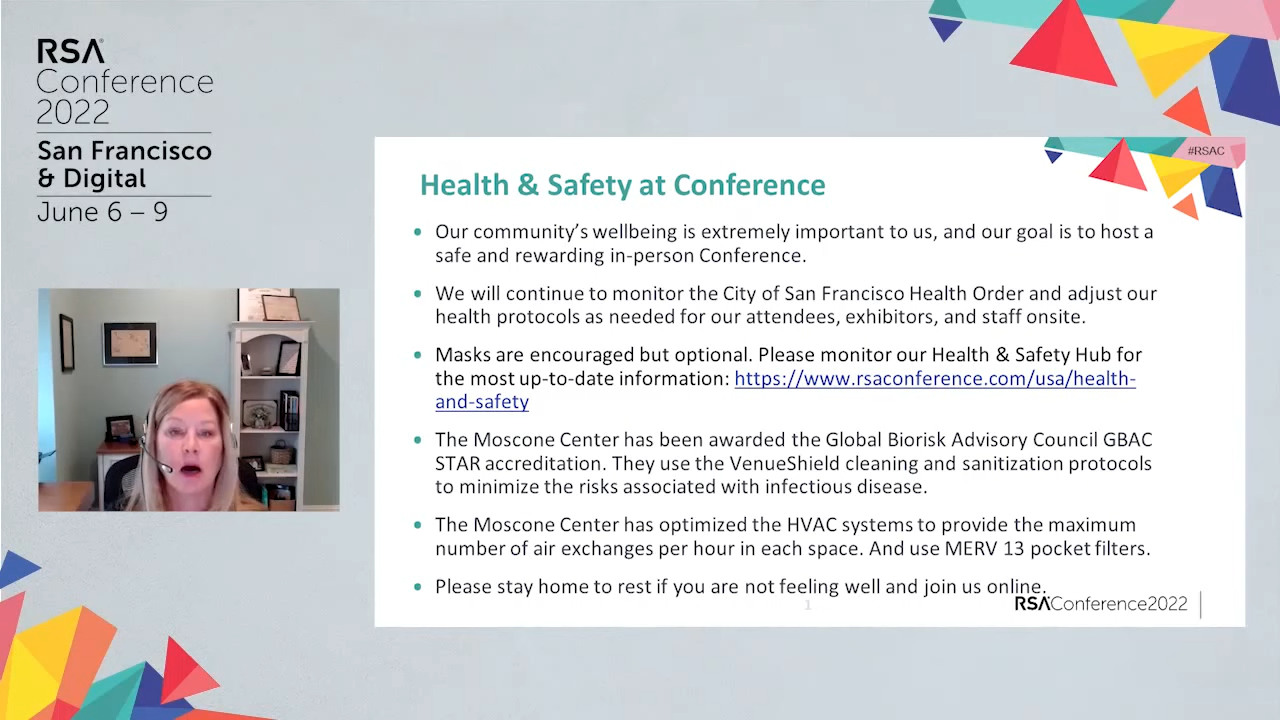 RSA
Conference
2022
San Francisco
& Digital
June 6 – 9
#RSAC
Health & Safety at Conference
• Our community’s wellbeing is extremely important to us, and our goal is to host a
safe and rewarding in-person Conference.
• We will continue to monitor the City of San Francisco Health Order and adjust our
health protocols as needed for our attendees, exhibitors, and staff onsite.
• Masks are encouraged but optional. Please monitor our Health & Safety Hub for
the most up-to-date information: https://www.rsaconference.com/usa/health-
and-safety
• The Moscone Center has been awarded the Global Biorisk Advisory Council GBAC
STAR accreditation. They use the VenueShield cleaning and sanitization protocols
to minimize the risks associated with infectious disease.
• The Moscone Center has optimized the HVAC systems to provide the maximum
number of air exchanges per hour in each space. And use MERV 13 pocket filters.
• Please stay home to rest if you are not feeling well and join us online.
1
RSAConference2022